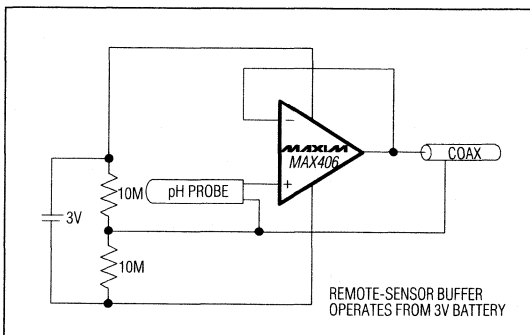 MAXIM
MAX406
−
+
COAX
pH PROBE
10M
3V
10M
REMOTE-SENSOR BUFFER
OPERATES FROM 3V BATTERY